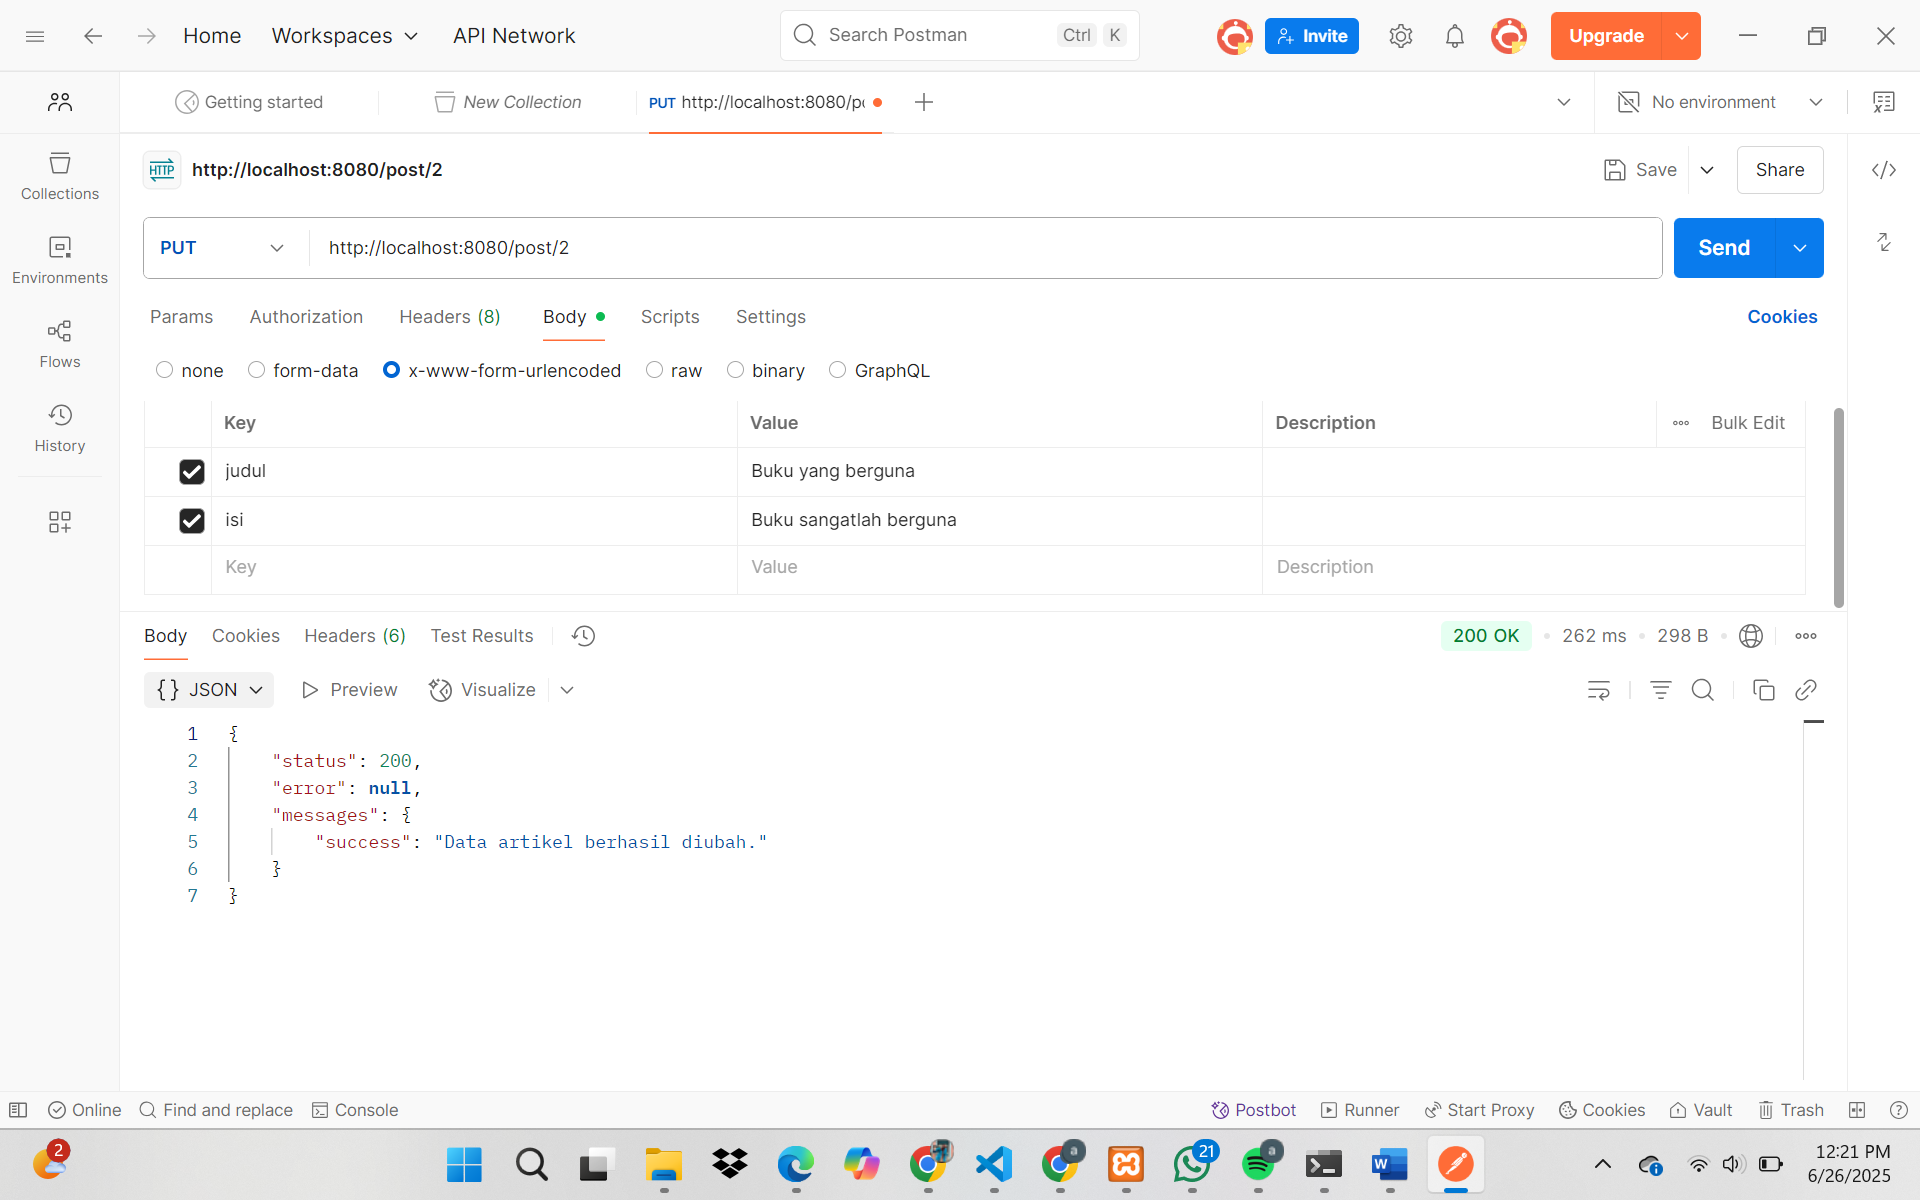 Home Workspaces API Network Search Postman Ctrl K Invite Upgrade
Getting started New Collection PUT http://localhost:8080/po No environment
HTTP http://localhost:8080/post/2 Save Share
PUT http://localhost:8080/post/2 Send
Params Authorization Headers (8) Body Scripts Settings Cookies
none form-data x-www-form-urlencoded raw binary GraphQL
Key Value Description Bulk Edit
judul Buku yang berguna
isi Buku sangatlah berguna
Key Value Description
Collections
Environments
Flows
History
Body Cookies Headers (6) Test Results 200 OK 262 ms 298 B
{} JSON Preview Visualize
1 {
2 "status": 200,
3 "error": null,
4 "messages": {
5 "success": "Data artikel berhasil diubah."
6 }
7 }
Online Find and replace Console Postbot Runner Start Proxy Cookies Vault Trash
2 W 21 a a 12:21 PM
6/26/2025